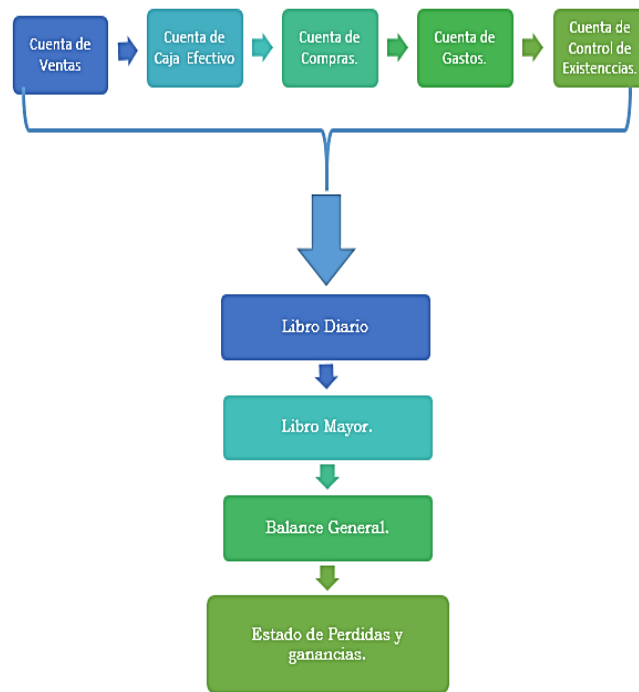 Cuenta de
Ventas
Cuenta de
Caja Efectivo
Cuenta de
Compras.
Cuenta de
Gastos.
Cuenta de
Control de
Existenccias.
Libro Diario
Libro Mayor.
Balance General.
Estado de Perdidas y
ganancias.